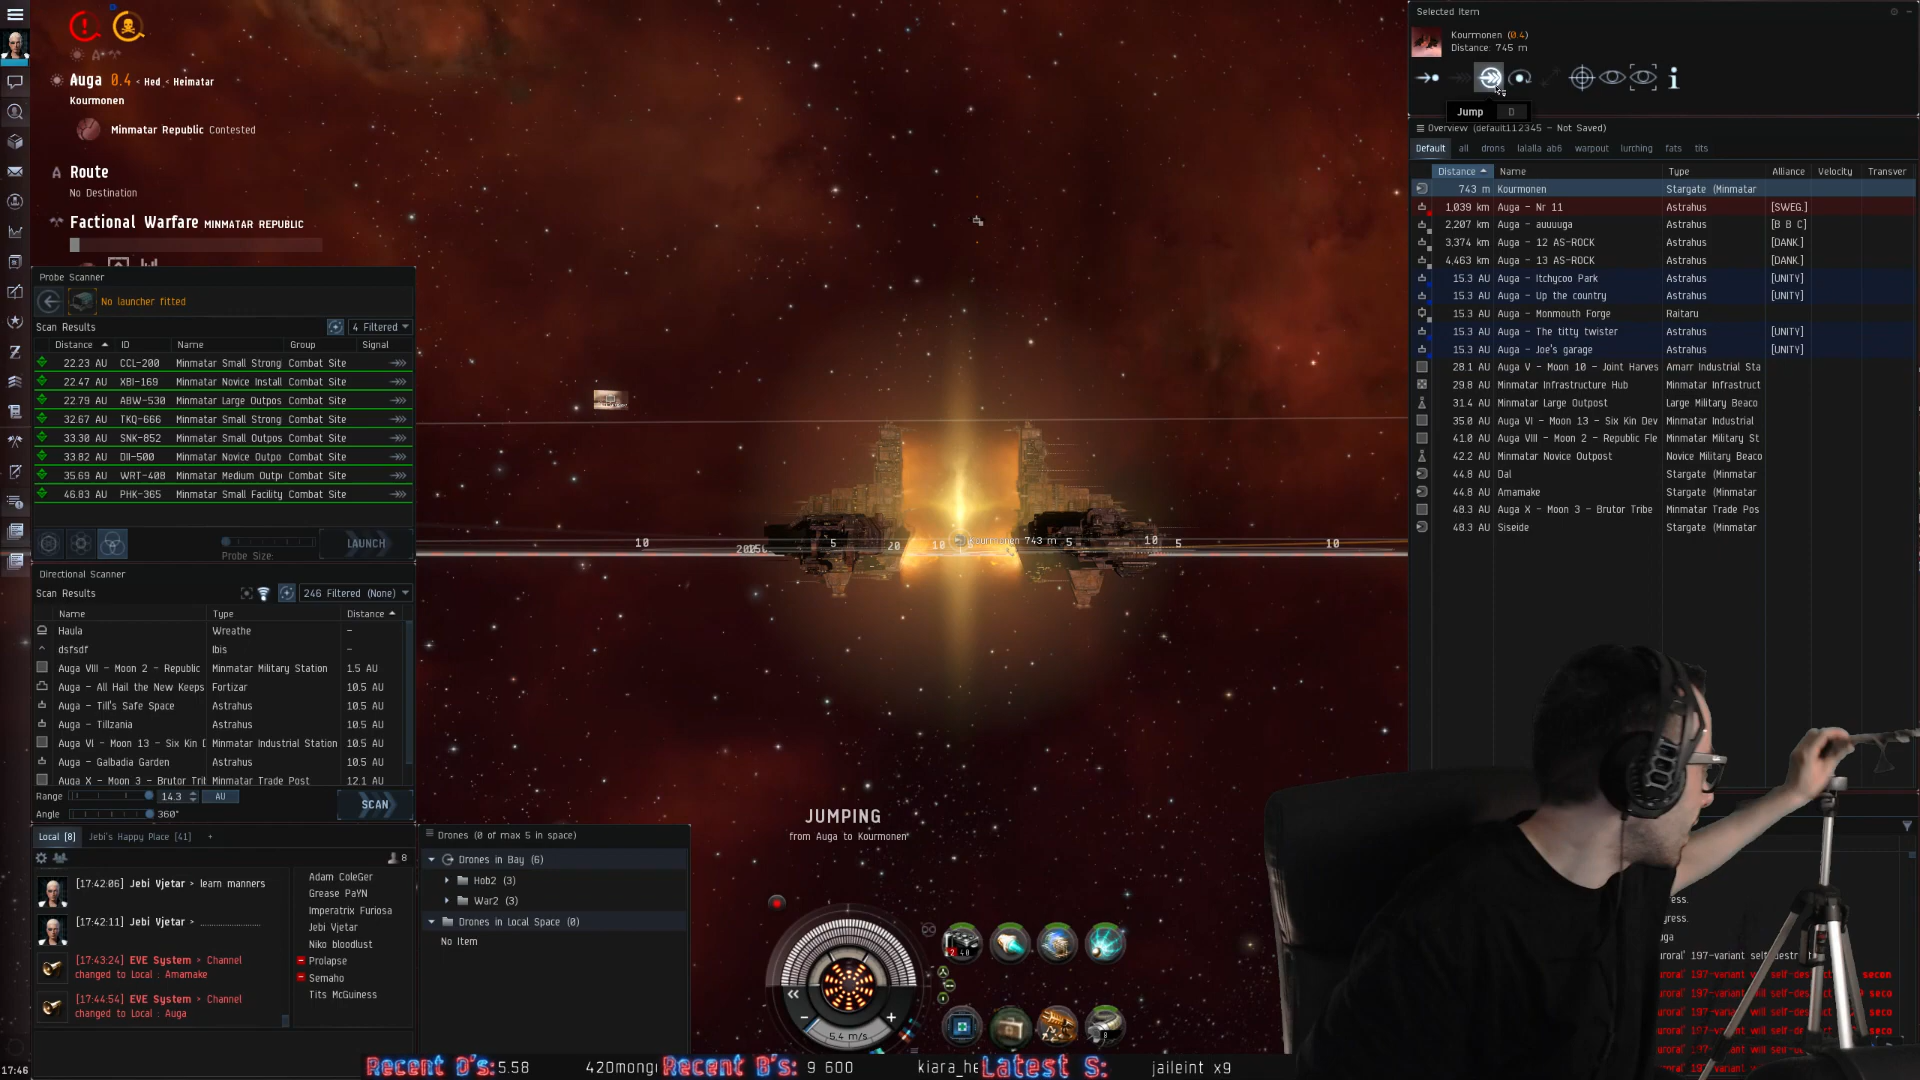 Auga 0.4 < Hed < Heimatar
Kourmonen
Minmatar Republic Contested
A Route
No Destination
Factional Warfare MINMATAR REPUBLIC
Probe Scanner
No launcher fitted
Scan Results
4 Filtered
Distance ID Name Group Signal
22.23 AU CCL-200 Minmatar Small Strong Combat Site
22.47 AU XBI-169 Minmatar Novice Install Combat Site
22.79 AU ABW-530 Minmatar Large Outpos Combat Site
32.67 AU TKQ-666 Minmatar Small Strong Combat Site
33.30 AU SNK-852 Minmatar Small Outpos Combat Site
33.82 AU DII-500 Minmatar Novice Outpo Combat Site
35.69 AU WRT-408 Minmatar Medium Outp Combat Site
46.83 AU PHK-365 Minmatar Small Facility Combat Site
Probe Size:
LAUNCH
Directional Scanner
Scan Results
246 Filtered (None)
Name Type Distance
Haula Wreathe –
dsfsdf Ibis –
Auga VIII – Moon 2 – Republic Minmatar Military Station 1.5 AU
Auga – All Hail the New Keeps Fortizar 10.5 AU
Auga – Till's Safe Space Astrahus 10.5 AU
Auga – Tillzania Astrahus 10.5 AU
Auga VI – Moon 13 – Six Kin D Minmatar Industrial Station 10.5 AU
Auga – Galbadia Garden Astrahus 10.5 AU
Auga X – Moon 3 – Brutor Trib Minmatar Trade Post 12.1 AU
Range 14.3 AU
Angle 360°
SCAN
Local [8] Jebi's Happy Place [41] +
8
[17:42:06] Jebi Vjetar > learn manners
[17:42:11] Jebi Vjetar > ..........................
[17:43:24] EVE System > Channel
changed to Local : Amamake
[17:44:54] EVE System > Channel
changed to Local : Auga
Adam ColeGer
Grease PaYN
Imperatrix Furiosa
Jebi Vjetar
Niko bloodlust
Prolapse
Semaho
Tits McGuiness
17:46
Drones (0 of max 5 in space)
Drones in Bay (6)
Hob2 (3)
War2 (3)
Drones in Local Space (0)
No Item
Kourmonen 743 m
JUMPING
from Auga to Kourmonen
5.4 m/s
Recent D's: 5.58 420mong Recent B's: 9 600 kiara_he Latest S: jaileint x9
Selected Item
Kourmonen (0.4)
Distance: 745 m
Jump D
Overview (default112345 – Not Saved)
Default all drons lalalla ab6 warpout lurching fats tits
Distance Name Type Alliance Velocity Transver
743 m Kourmonen Stargate (Minmatar
1,039 km Auga – Nr 11 Astrahus [SWEG.]
2,207 km Auga – auuuuga Astrahus [B B C]
3,374 km Auga – 12 AS-ROCK Astrahus [DANK.]
4,463 km Auga – 13 AS-ROCK Astrahus [DANK.]
15.3 AU Auga – Itchycoo Park Astrahus [UNITY]
15.3 AU Auga – Up the country Astrahus [UNITY]
15.3 AU Auga – Monmouth Forge Raitaru
15.3 AU Auga – The titty twister Astrahus [UNITY]
15.3 AU Auga – Joe's garage Astrahus [UNITY]
28.1 AU Auga V – Moon 10 – Joint Harves Amarr Industrial Sta
29.8 AU Minmatar Infrastructure Hub Minmatar Infrastruct
31.4 AU Minmatar Large Outpost Large Military Beaco
35.0 AU Auga VI – Moon 13 – Six Kin Dev Minmatar Industrial
41.0 AU Auga VIII – Moon 2 – Republic Fle Minmatar Military St
42.2 AU Minmatar Novice Outpost Novice Military Beaco
44.8 AU Dal Stargate (Minmatar
44.8 AU Amamake Stargate (Minmatar
48.3 AU Auga X – Moon 3 – Brutor Tribe Minmatar Trade Pos
48.3 AU Siseide Stargate (Minmatar